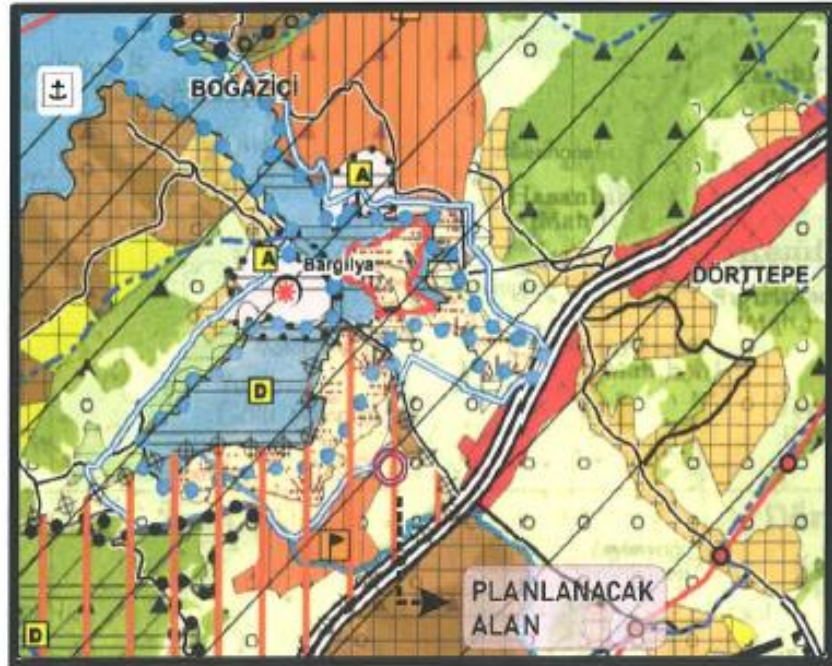 BOĞAZİÇİ
A
A
Bargilya
DÖRTTEPE
D
PLANLANACAK
ALAN
D